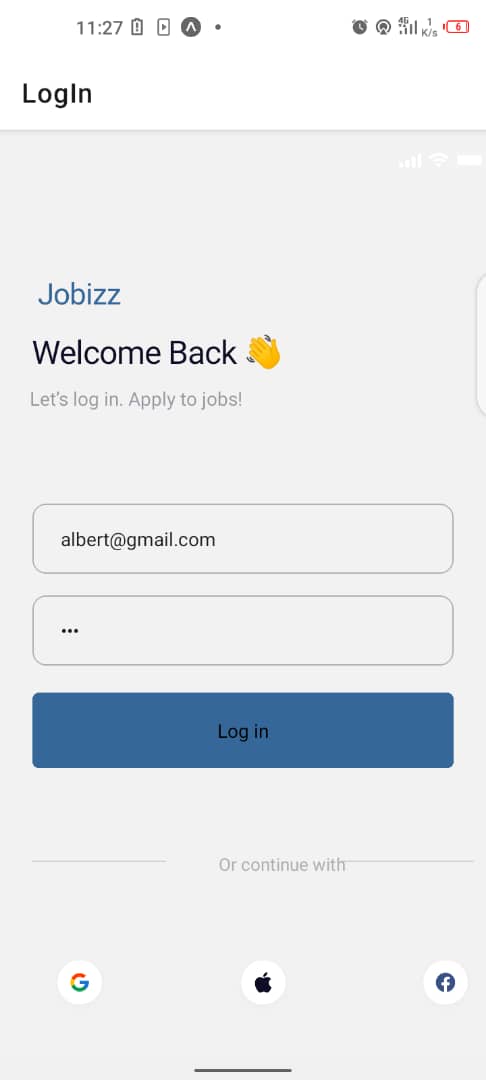 11:27
4G
1
K/s
6
LogIn
Jobizz
Welcome Back 👋
Let's log in. Apply to jobs!
albert@gmail.com
•••
Log in
Or continue with